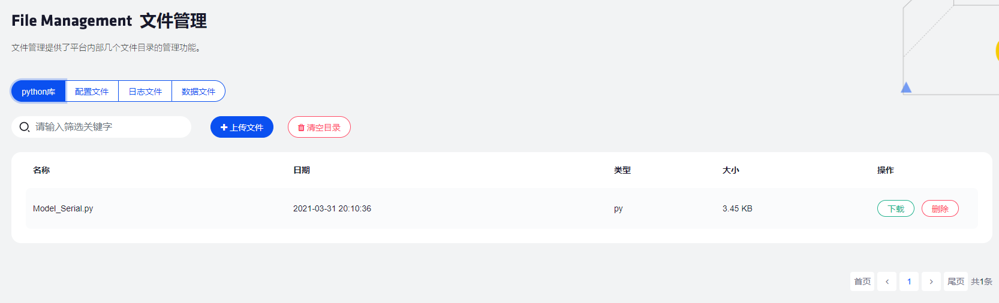 File Management 文件管理
文件管理提供了平台内部几个文件目录的管理功能。
python库 配置文件 日志文件 数据文件
请输入筛选关键字 上传文件 清空目录
名称 日期 类型 大小 操作
Model_Serial.py 2021-03-31 20:10:36 py 3.45 KB 下载 删除
首页 < 1 > 尾页 共1条